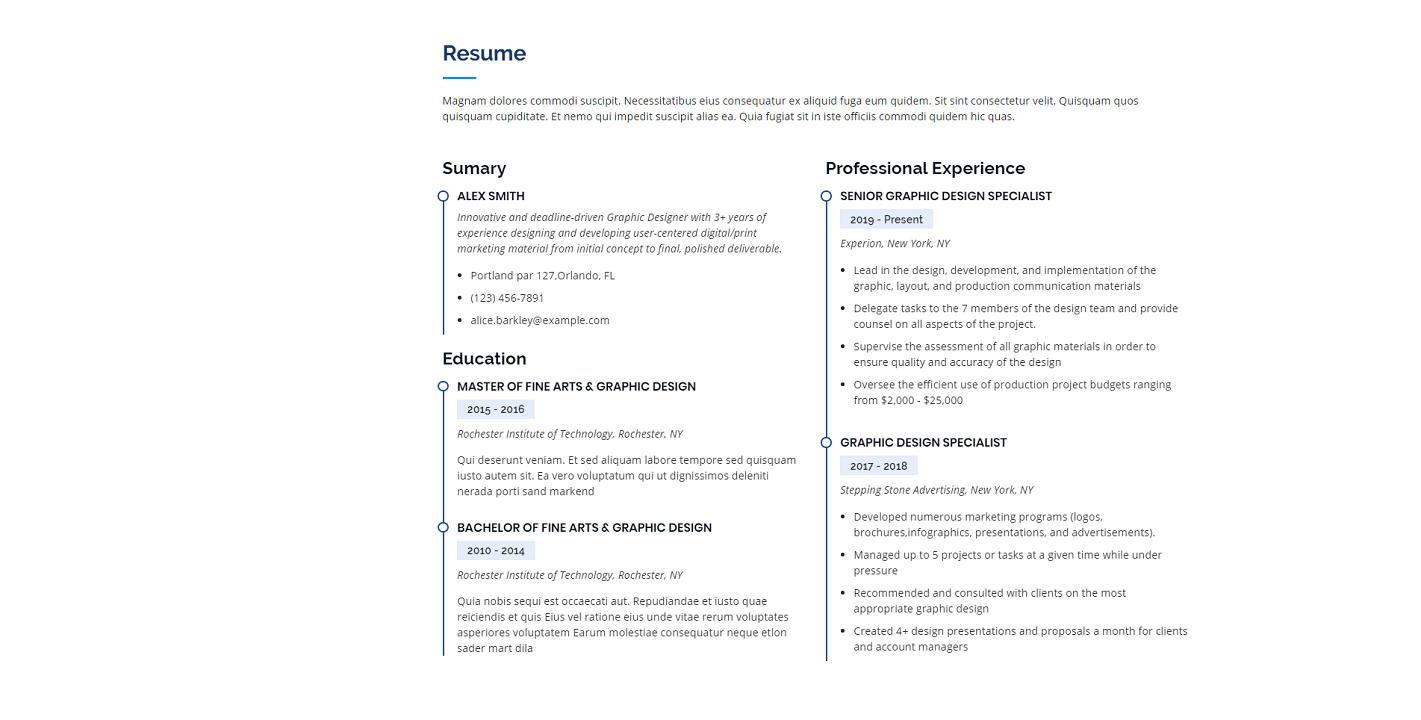 Resume
Magnam dolores commodi suscipit. Necessitatibus eius consequatur ex aliquid fuga eum quidem. Sit sint consectetur velit. Quisquam quos
quisquam cupiditate. Et nemo qui impedit suscipit alias ea. Quia fugiat sit in iste officiis commodi quidem hic quas.
Sumary
ALEX SMITH
Innovative and deadline-driven Graphic Designer with 3+ years of
experience designing and developing user-centered digital/print
marketing material from initial concept to final, polished deliverable.
Portland par 127,Orlando, FL
(123) 456-7891
alice.barkley@example.com
Education
MASTER OF FINE ARTS & GRAPHIC DESIGN
2015 - 2016
Rochester Institute of Technology, Rochester, NY
Qui deserunt veniam. Et sed aliquam labore tempore sed quisquam
iusto autem sit. Ea vero voluptatum qui ut dignissimos deleniti
nerada porti sand markend
BACHELOR OF FINE ARTS & GRAPHIC DESIGN
2010 - 2014
Rochester Institute of Technology, Rochester, NY
Quia nobis sequi est occaecati aut. Repudiandae et iusto quae
reiciendis et quis Eius vel ratione eius unde vitae rerum voluptates
asperiores voluptatem Earum molestiae consequatur neque etlon
sader mart dila
Professional Experience
SENIOR GRAPHIC DESIGN SPECIALIST
2019 - Present
Experion, New York, NY
Lead in the design, development, and implementation of the
graphic, layout, and production communication materials
Delegate tasks to the 7 members of the design team and provide
counsel on all aspects of the project.
Supervise the assessment of all graphic materials in order to
ensure quality and accuracy of the design
Oversee the efficient use of production project budgets ranging
from $2,000 - $25,000
GRAPHIC DESIGN SPECIALIST
2017 - 2018
Stepping Stone Advertising, New York, NY
Developed numerous marketing programs (logos,
brochures,infographics, presentations, and advertisements).
Managed up to 5 projects or tasks at a given time while under
pressure
Recommended and consulted with clients on the most
appropriate graphic design
Created 4+ design presentations and proposals a month for clients
and account managers